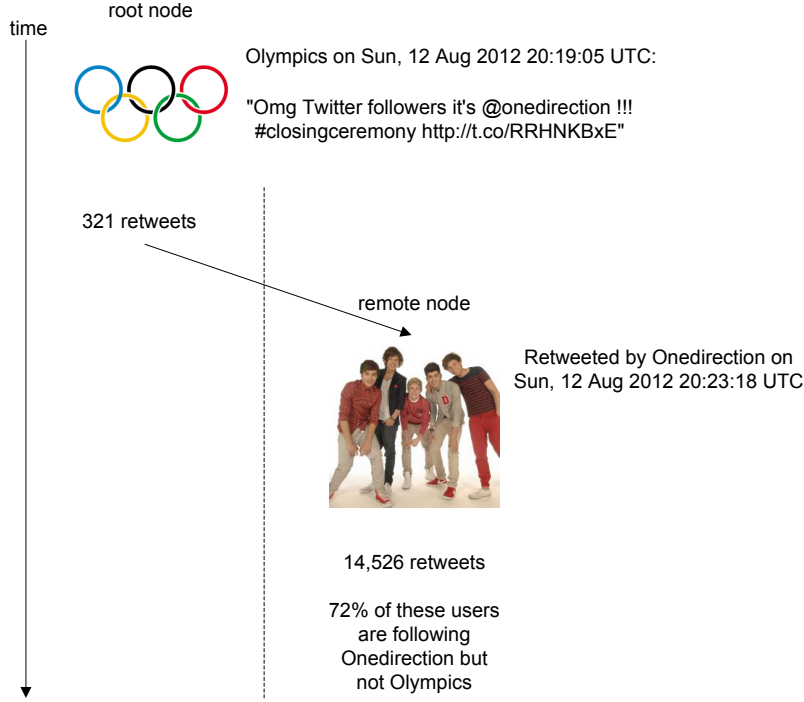 root node
time
Olympics on Sun, 12 Aug 2012 20:19:05 UTC:
"Omg Twitter followers it's @onedirection !!!
#closingceremony http://t.co/RRHNKBxE"
321 retweets
remote node
Retweeted by Onedirection on
Sun, 12 Aug 2012 20:23:18 UTC
14,526 retweets
72% of these users
are following
Onedirection but
not Olympics